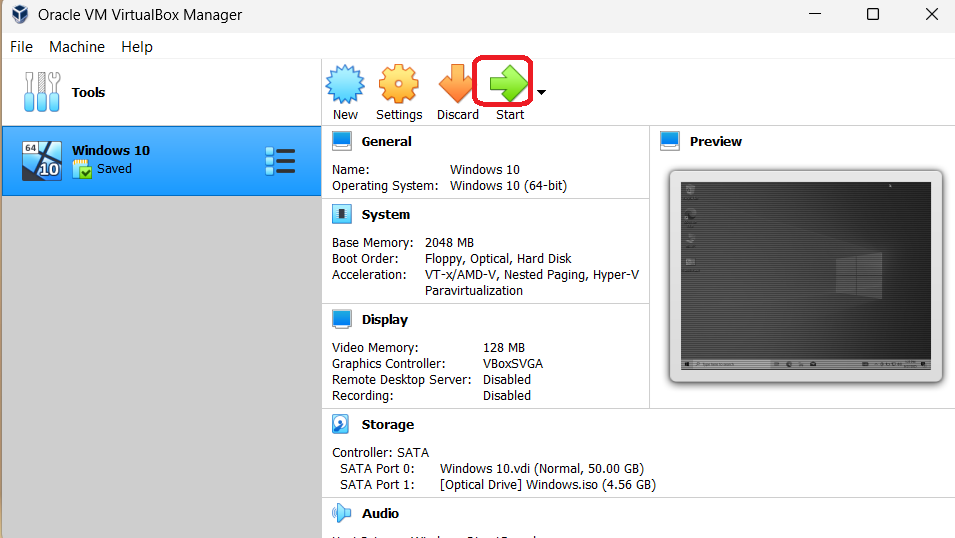 Oracle VM VirtualBox Manager
File Machine Help
Tools
New Settings Discard Start
64
10
Windows 10
Saved
General
Name: Windows 10
Operating System: Windows 10 (64-bit)
Preview
System
Base Memory: 2048 MB
Boot Order: Floppy, Optical, Hard Disk
Acceleration: VT-x/AMD-V, Nested Paging, Hyper-V
Paravirtualization
Display
Video Memory: 128 MB
Graphics Controller: VBoxSVGA
Remote Desktop Server: Disabled
Recording: Disabled
Storage
Controller: SATA
SATA Port 0: Windows 10.vdi (Normal, 50.00 GB)
SATA Port 1: [Optical Drive] Windows.iso (4.56 GB)
Audio